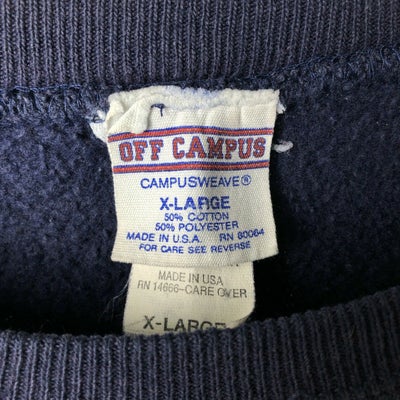 OFF CAMPUS
CAMPUSWEAVE®
X-LARGE
50% COTTON
50% POLYESTER
MADE IN U.S.A. RN 80064
FOR CARE SEE REVERSE
MADE IN USA
RN 14666-CARE OVER
X-LARGE